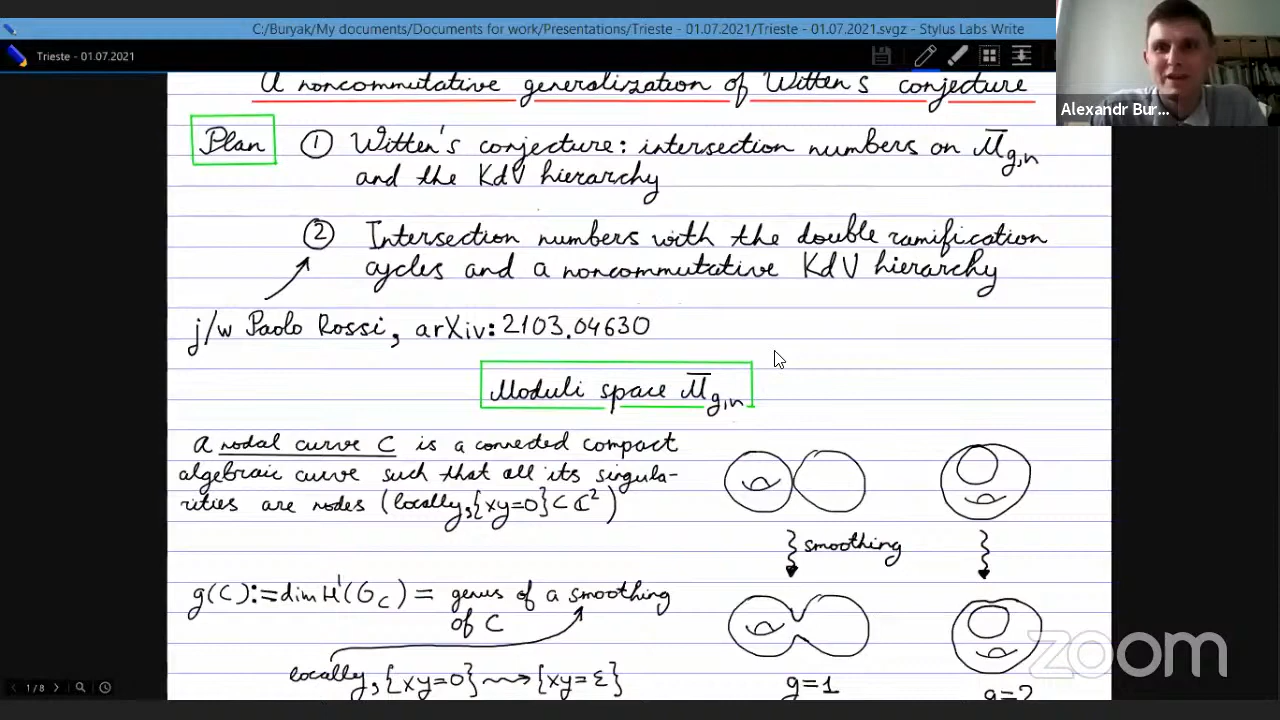 C:/Buryak/My documents/Documents for work/Presentations/Trieste - 01.07.2021/Trieste - 01.07.2021.svgz - Stylus Labs Write
Trieste - 01.07.2021
Alexandr Bur...
A noncommutative generalization of Witten's conjecture
Plan
① Witten's conjecture: intersection numbers on M̅_{g,n}
and the KdV hierarchy
② Intersection numbers with the double ramification
cycles and a noncommutative KdV hierarchy
j/w Paolo Rossi, arXiv: 2103.04630
Moduli space M̅_{g,n}
A nodal curve C is a connected compact
algebraic curve such that all its singula-
rities are nodes (locally, {xy=0}⊂ℂ²)
smoothing
g(C):=dim H¹(O_C) = genus of a smoothing
of C
locally, {xy=0} ⇝ {xy=ε}
g=1
g=2
zoom
1/8